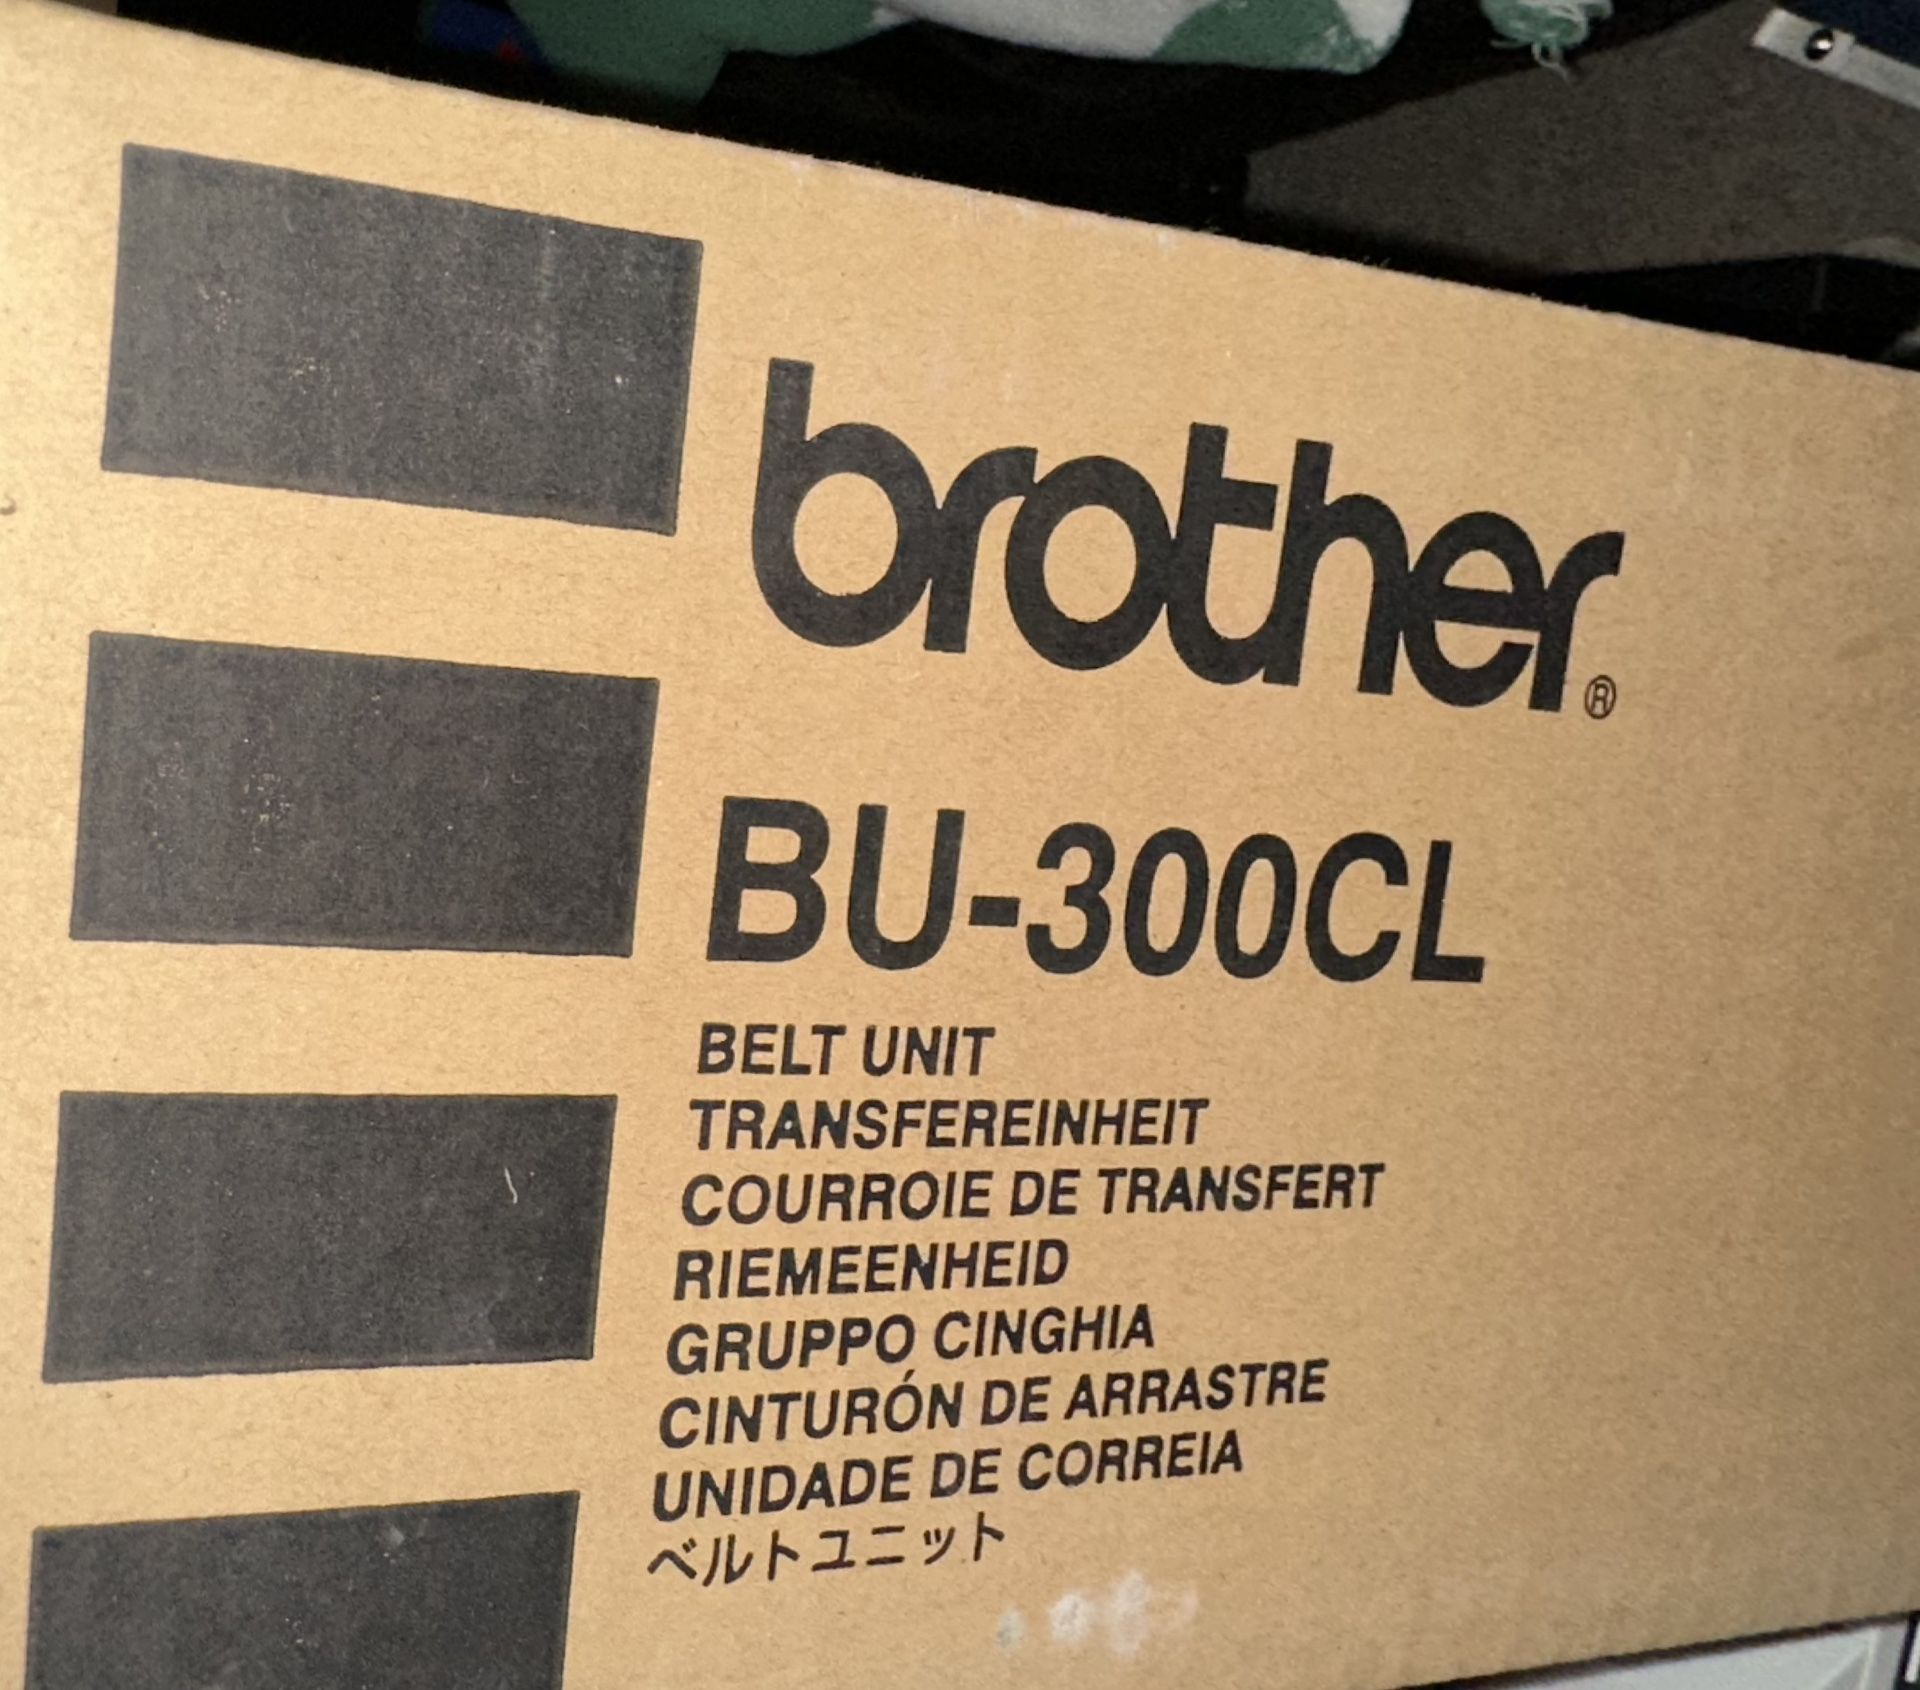 brother®
BU-300CL
BELT UNIT
TRANSFEREINHEIT
COURROIE DE TRANSFERT
RIEMEENHEID
GRUPPO CINGHIA
CINTURÓN DE ARRASTRE
UNIDADE DE CORREIA
ベルトユニット